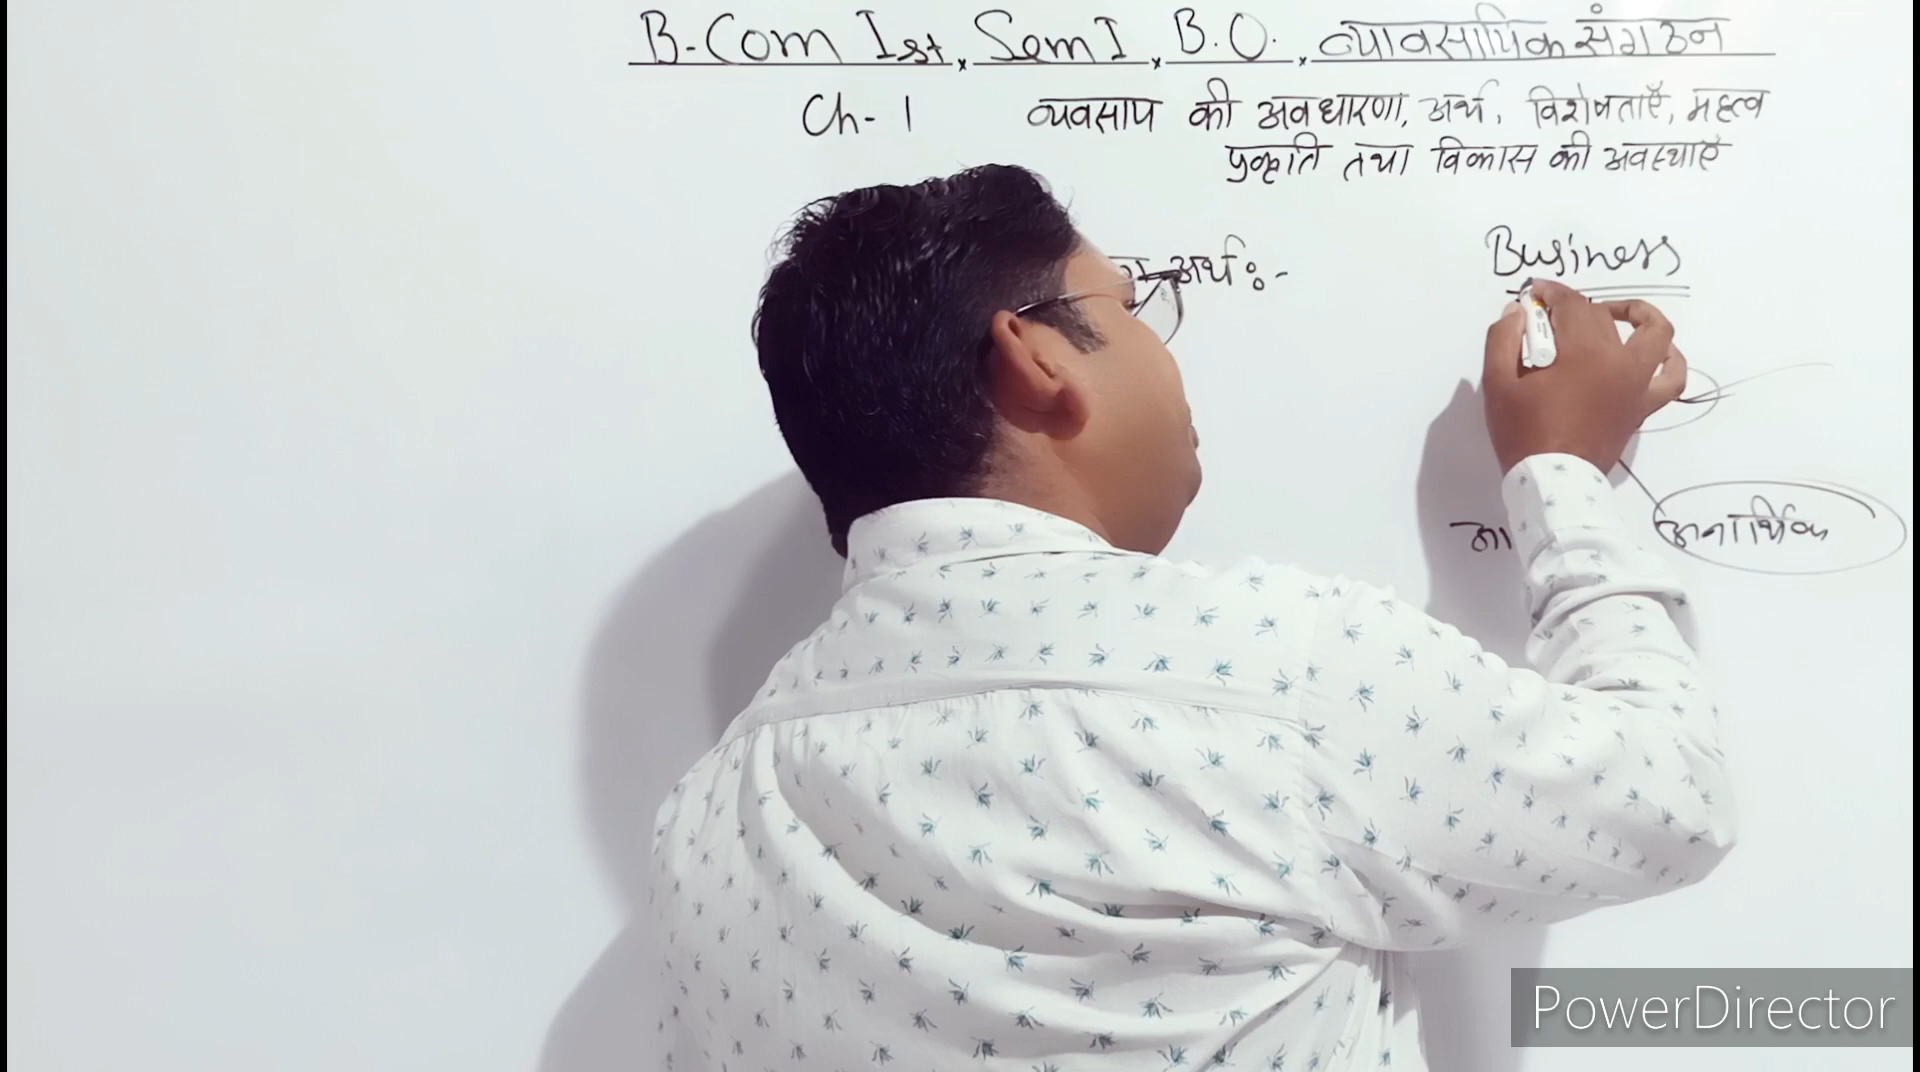 B-Com Ist, Sem I, B.O., व्यावसायिक संगठन
Ch-1 व्यवसाय की अवधारणा, अर्थ, विशेषताएँ, महत्व
प्रकृति तथा विकास की अवस्थाएँ
अर्थ :-
Business
अनार्थिक
PowerDirector